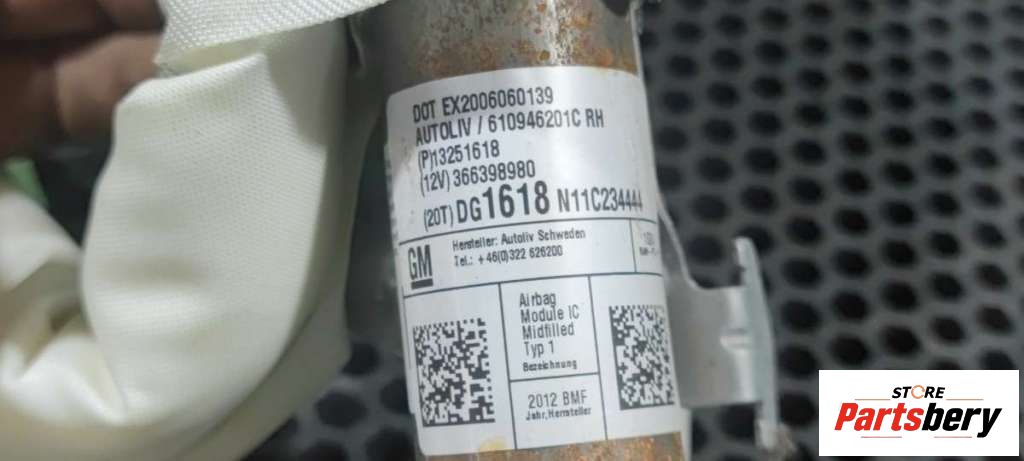 DOT EX2006060139
AUTOLIV / 610946201C RH
(P)13251618
(12V) 366398980
(20T) DG1618 N11C234444
GM
Hersteller: Autoliv Schweden
Tel.: +46(0)322 626200
Airbag
Module IC
Midfilled
Typ 1
Bezeichnung
2012 BMF
Jahr, Hersteller
STORE
Partsbery